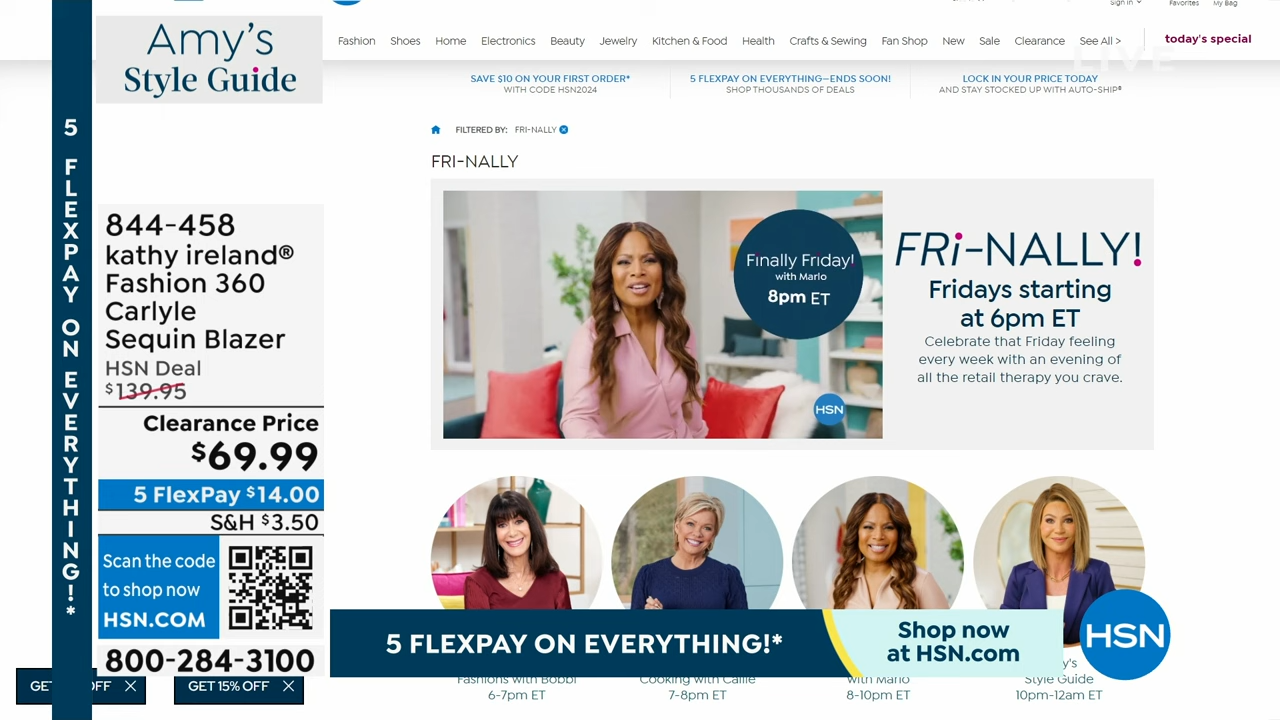 Amy's
Style Guide
Sign In
Favorites
My Bag
Fashion Shoes Home Electronics Beauty Jewelry Kitchen & Food Health Crafts & Sewing Fan Shop New Sale Clearance See All >
today's special
LIVE
SAVE $10 ON YOUR FIRST ORDER*
WITH CODE HSN2024
5 FLEXPAY ON EVERYTHING—ENDS SOON!
SHOP THOUSANDS OF DEALS
LOCK IN YOUR PRICE TODAY
AND STAY STOCKED UP WITH AUTO-SHIP®
5 FLEXPAY ON EVERYTHING!*
FILTERED BY: FRI-NALLY
FRI-NALLY
Finally Friday!
with Marlo
8pm ET
HSN
FRi-NALLY!
Fridays starting
at 6pm ET
Celebrate that Friday feeling
every week with an evening of
all the retail therapy you crave.
844-458
kathy ireland®
Fashion 360
Carlyle
Sequin Blazer
HSN Deal
$139.95
Clearance Price
$69.99
5 FlexPay $14.00
S&H $3.50
Scan the code
to shop now
HSN.COM
800-284-3100
GET 15% OFF
5 FLEXPAY ON EVERYTHING!*
Shop now
at HSN.com
HSN
Fashions with Bobbi
6-7pm ET
Cooking with Callie
7-8pm ET
with Marlo
8-10pm ET
Style Guide
10pm-12am ET